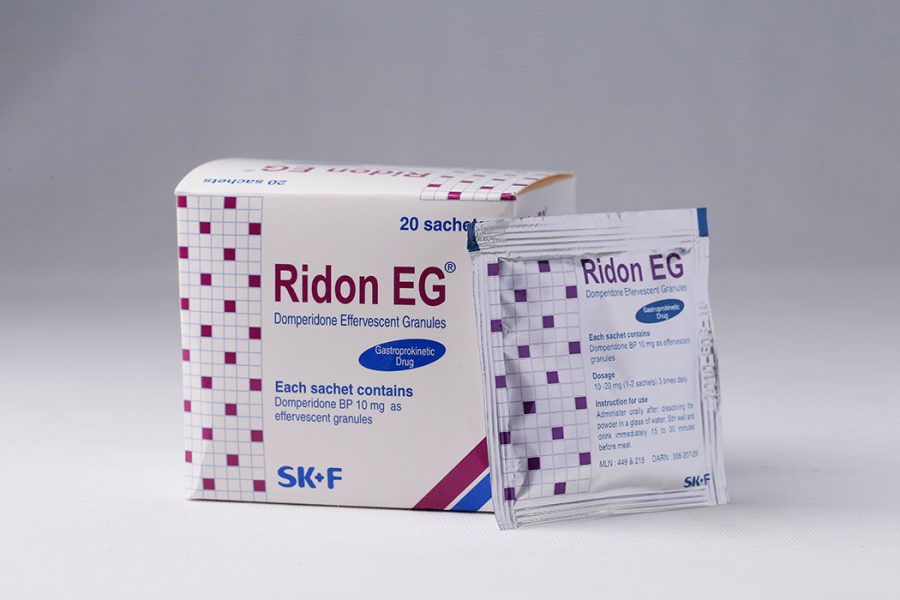 Ridon EG®
20 sachets
20 sachets
Ridon EG®
Domperidone Effervescent Granules
Gastroprokinetic
Drug
Each sachet contains
Domperidone BP 10 mg as
effervescent granules
SK+F
Ridon EG
Domperidone Effervescent Granules
Gastroprokinetic
Drug
Each sachet contains
Domperidone BP 10 mg as effervescent
granules
Dosage
10 -20 mg (1-2 sachets) 3 times daily.
Instruction for use
Administer orally after dissolving the
powder in a glass of water. Stir well and
drink immediately 15 to 30 minutes
before meal.
MLN : 449 & 215 DARN : 306-207-20
SK+F